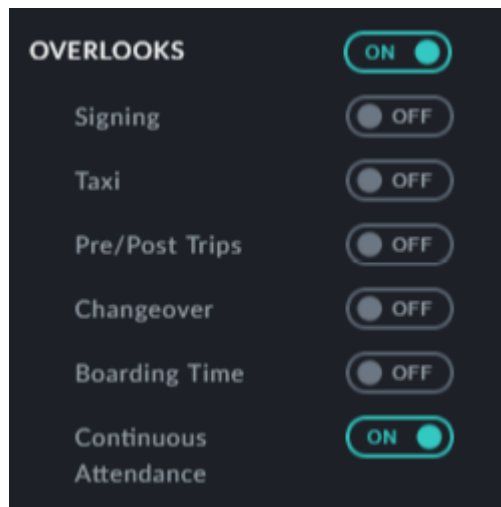 OVERLOOKS ON
Signing OFF
Taxi OFF
Pre/Post Trips OFF
Changeover OFF
Boarding Time OFF
Continuous ON
Attendance